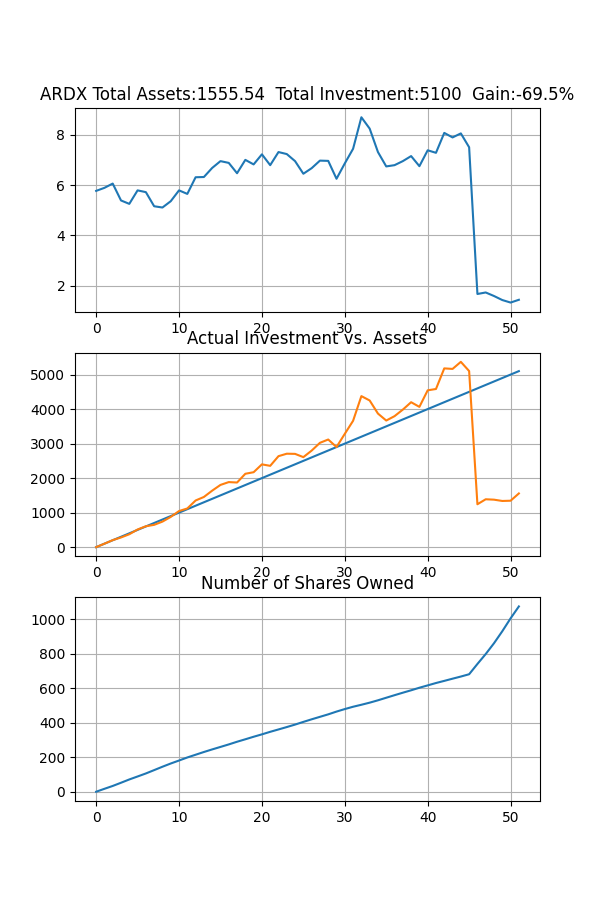 ARDX Total Assets:1555.54  Total Investment:5100  Gain:-69.5%
8
6
4
2
0 10 20 30 40 50
Actual Investment vs. Assets
5000
4000
3000
2000
1000
0
0 10 20 30 40 50
Number of Shares Owned
1000
800
600
400
200
0
0 10 20 30 40 50